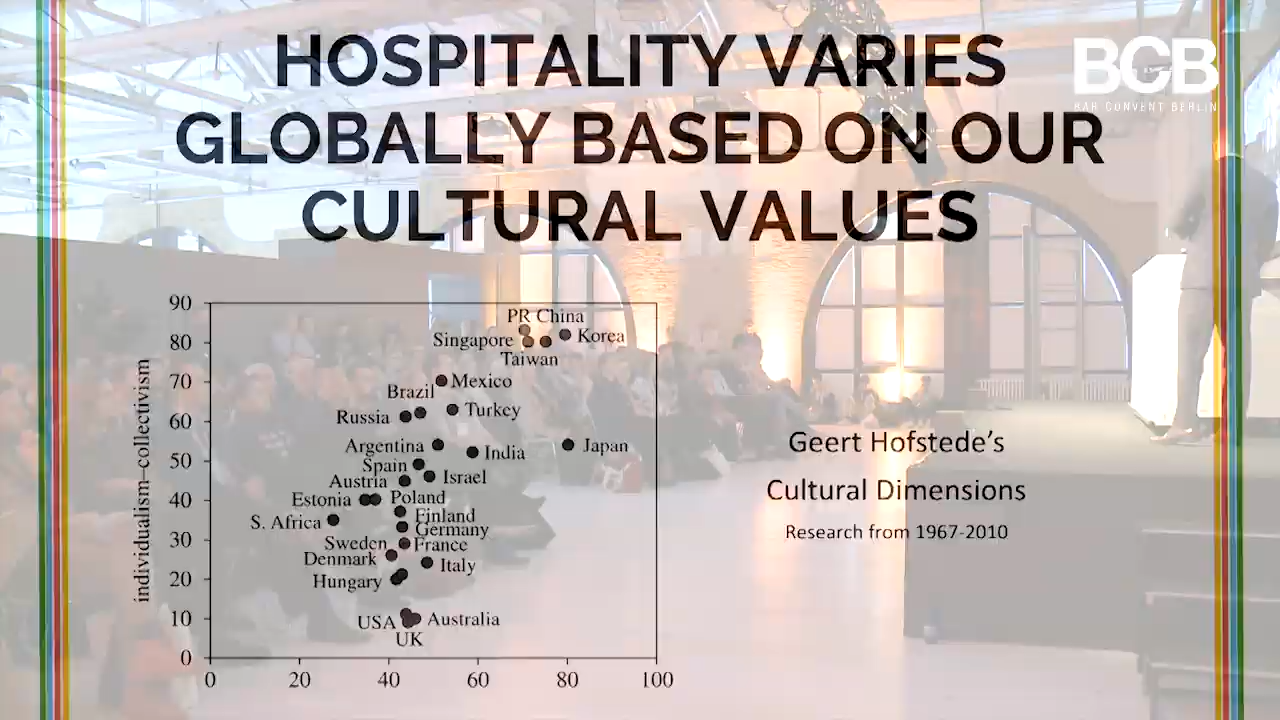 HOSPITALITY VARIES
GLOBALLY BASED ON OUR
CULTURAL VALUES
BCB
BAR CONVENT BERLIN
individualism–collectivism
90
80
70
60
50
40
30
20
10
0
PR China
Singapore
Korea
Taiwan
Mexico
Brazil
Russia
Turkey
Argentina
India
Japan
Spain
Austria
Israel
Estonia
Poland
S. Africa
Finland
Germany
Sweden
France
Denmark
Italy
Hungary
USA
Australia
UK
0 20 40 60 80 100
Geert Hofstede's
Cultural Dimensions
Research from 1967-2010